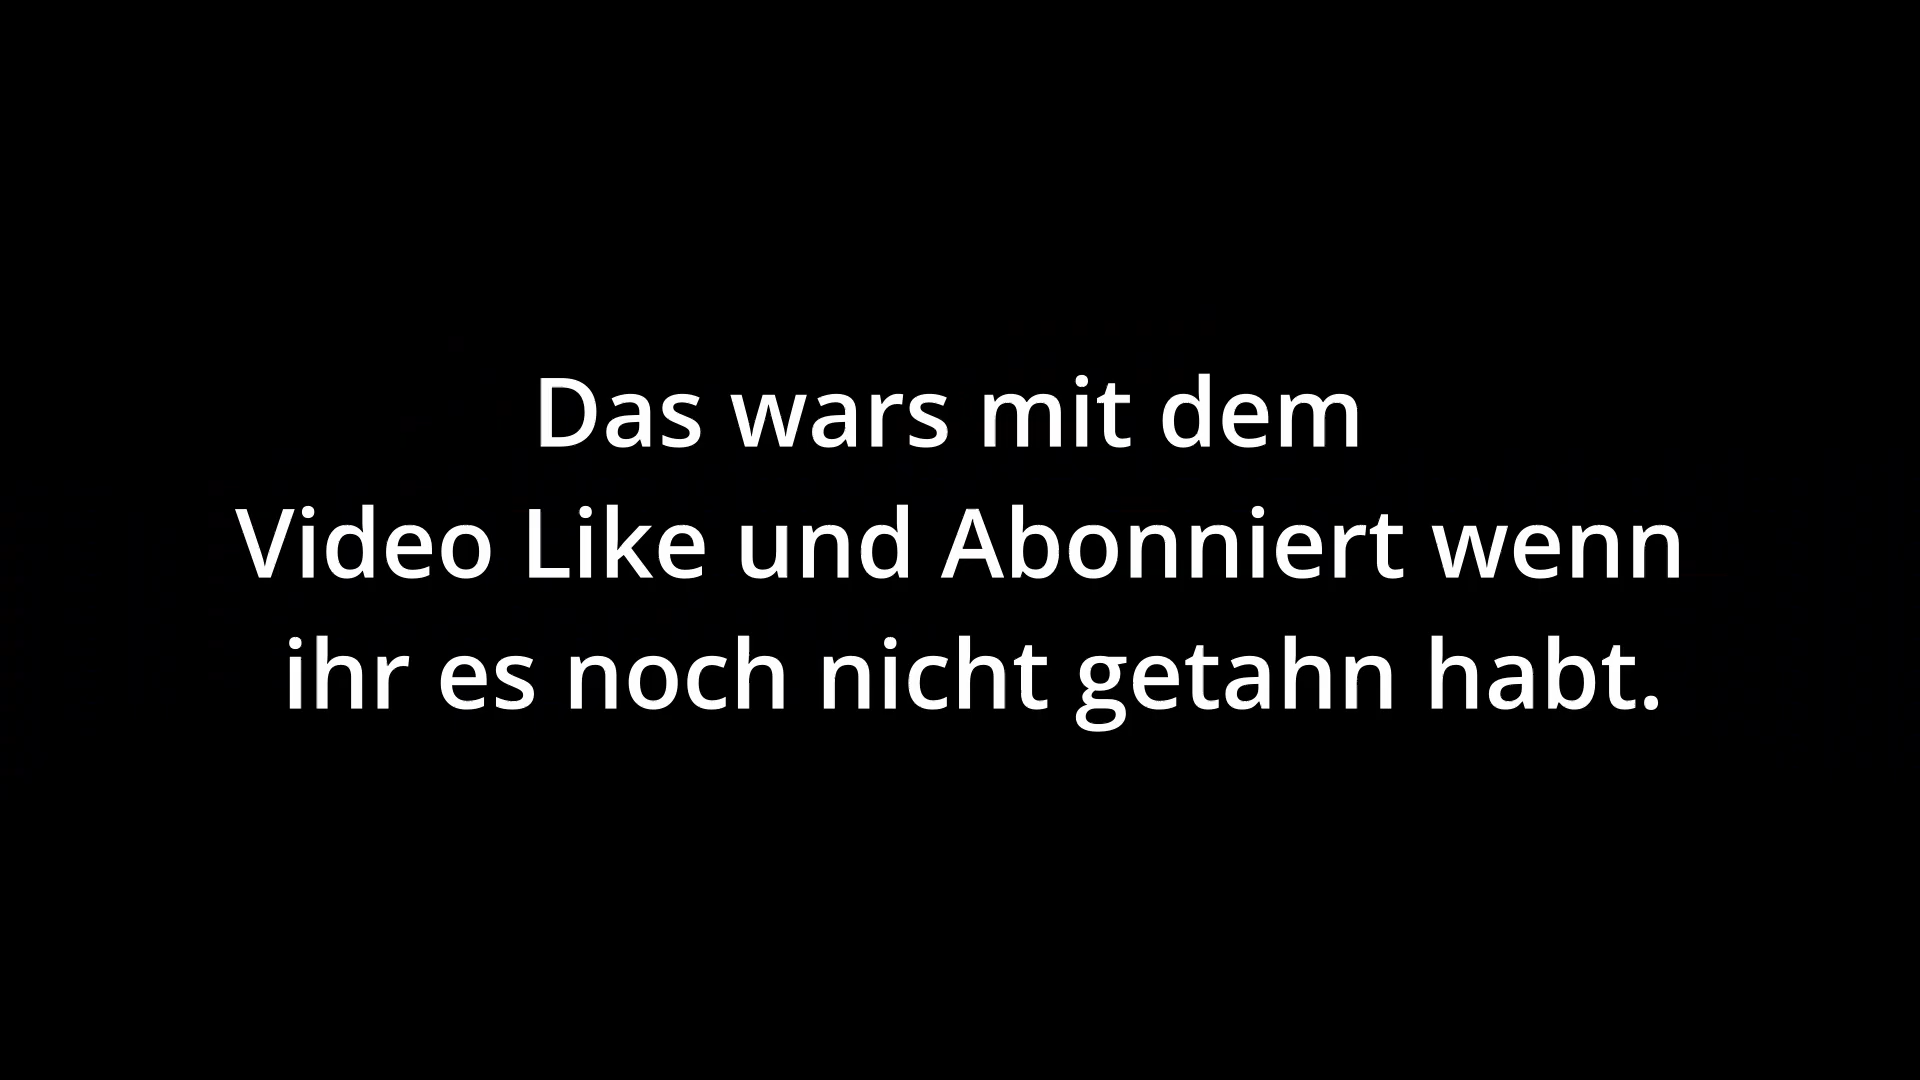 Das wars mit dem
Video Like und Abonniert wenn
ihr es noch nicht getahn habt.